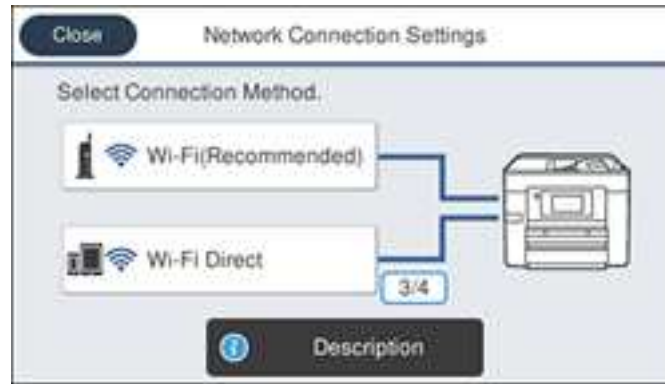 Close
Network Connection Settings
Select Connection Method.
Wi-Fi(Recommended)
Wi-Fi Direct
3/4
Description